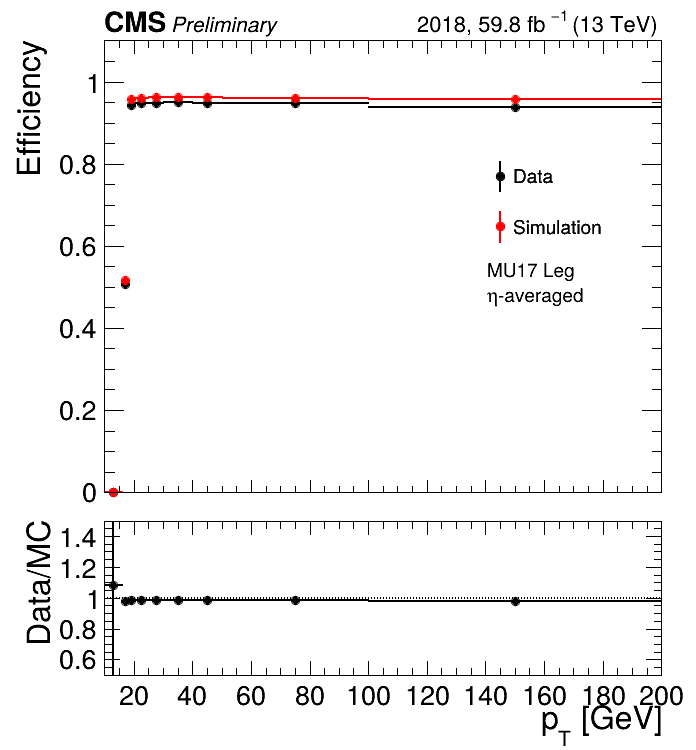 CMS Preliminary 2018, 59.8 fb⁻¹ (13 TeV)
Efficiency
1
0.8
0.6
0.4
0.2
0
Data
Simulation
MU17 Leg
η-averaged
Data/MC
1.4
1.2
1
0.8
0.6
20 40 60 80 100 120 140 160 180 200
p_T [GeV]